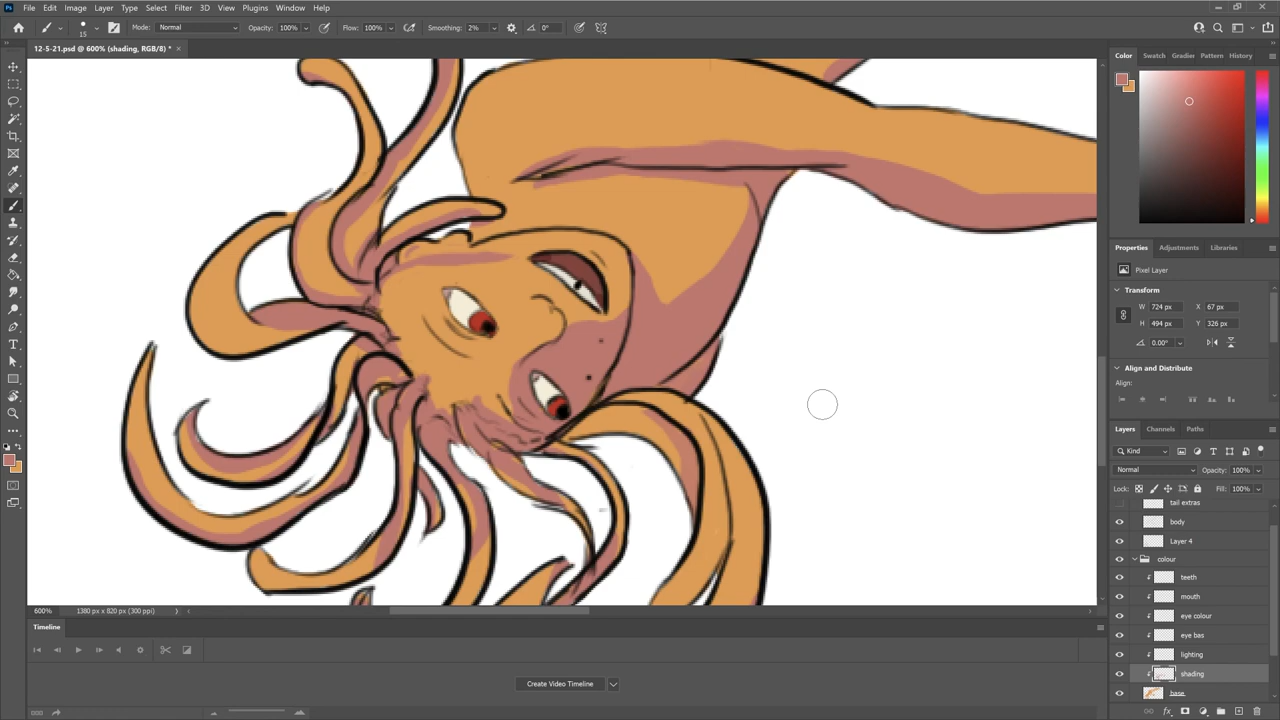 File Edit Image Layer Type Select Filter 3D View Plugins Window Help
15 Mode: Normal Opacity: 100% Flow: 100% Smoothing: 2% 0°
12-5-21.psd @ 600% (shading, RGB/8) *
Color Swatch Gradier Pattern History
Properties Adjustments Libraries
Pixel Layer
Transform
W 724 px X 67 px
H 494 px Y 326 px
0.00°
Align and Distribute
Align:
Layers Channels Paths
Kind
Normal Opacity: 100%
Lock: Fill: 100%
tail extras
body
Layer 4
colour
teeth
mouth
eye colour
eye bas
lighting
shading
base
600% 1380 px x 820 px (300 ppi)
Timeline
Create Video Timeline